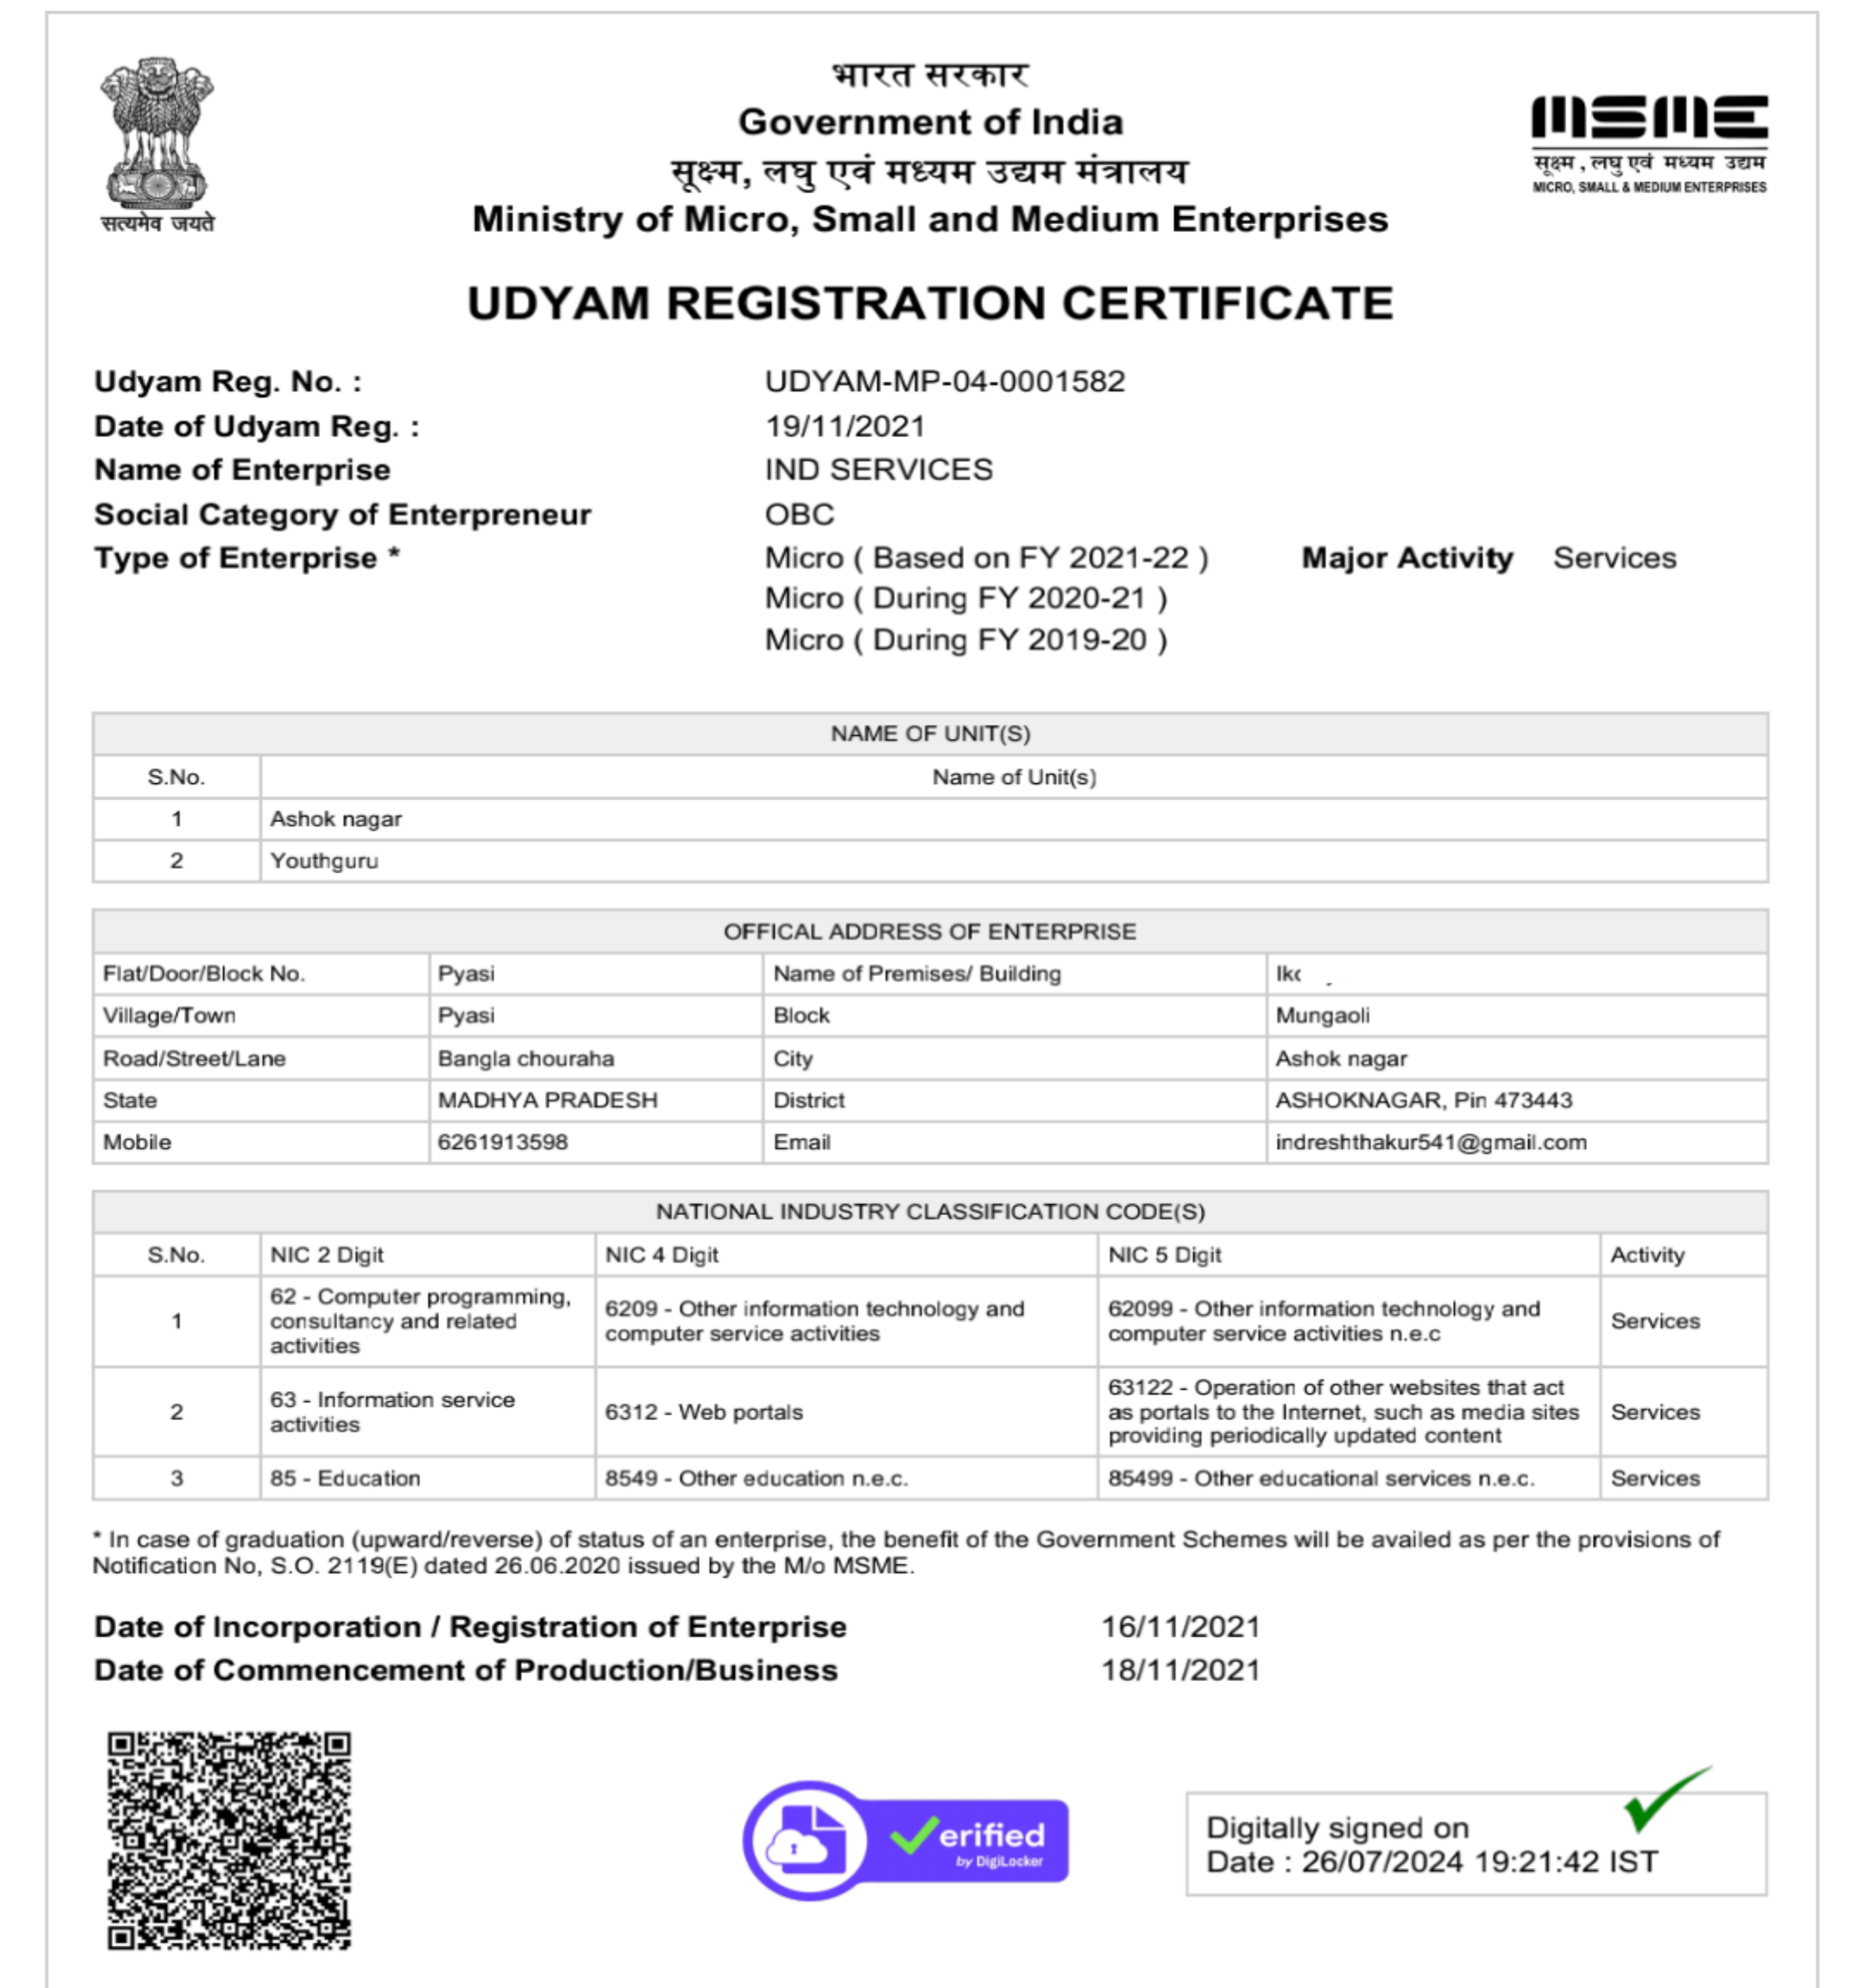 भारत सरकार
Government of India
सूक्ष्म, लघु एवं मध्यम उद्यम मंत्रालय
Ministry of Micro, Small and Medium Enterprises
सत्यमेव जयते
MSME
सूक्ष्म, लघु एवं मध्यम उद्यम
MICRO, SMALL & MEDIUM ENTERPRISES
UDYAM REGISTRATION CERTIFICATE
Udyam Reg. No. : UDYAM-MP-04-0001582
Date of Udyam Reg. : 19/11/2021
Name of Enterprise IND SERVICES
Social Category of Enterpreneur OBC
Type of Enterprise * Micro ( Based on FY 2021-22 ) Major Activity Services
Micro ( During FY 2020-21 )
Micro ( During FY 2019-20 )
NAME OF UNIT(S)
S.No. Name of Unit(s)
1 Ashok nagar
2 Youthguru
OFFICAL ADDRESS OF ENTERPRISE
Flat/Door/Block No. Pyasi Name of Premises/ Building
Village/Town Pyasi Block Mungaoli
Road/Street/Lane Bangla chouraha City Ashok nagar
State MADHYA PRADESH District ASHOKNAGAR, Pin 473443
Mobile 6261913598 Email indreshthakur541@gmail.com
NATIONAL INDUSTRY CLASSIFICATION CODE(S)
S.No. NIC 2 Digit NIC 4 Digit NIC 5 Digit Activity
1 62 - Computer programming, consultancy and related activities 6209 - Other information technology and computer service activities 62099 - Other information technology and computer service activities n.e.c Services
2 63 - Information service activities 6312 - Web portals 63122 - Operation of other websites that act as portals to the Internet, such as media sites providing periodically updated content Services
3 85 - Education 8549 - Other education n.e.c. 85499 - Other educational services n.e.c. Services
* In case of graduation (upward/reverse) of status of an enterprise, the benefit of the Government Schemes will be availed as per the provisions of
Notification No, S.O. 2119(E) dated 26.06.2020 issued by the M/o MSME.
Date of Incorporation / Registration of Enterprise 16/11/2021
Date of Commencement of Production/Business 18/11/2021
Verified
by DigiLocker
Digitally signed on
Date : 26/07/2024 19:21:42 IST